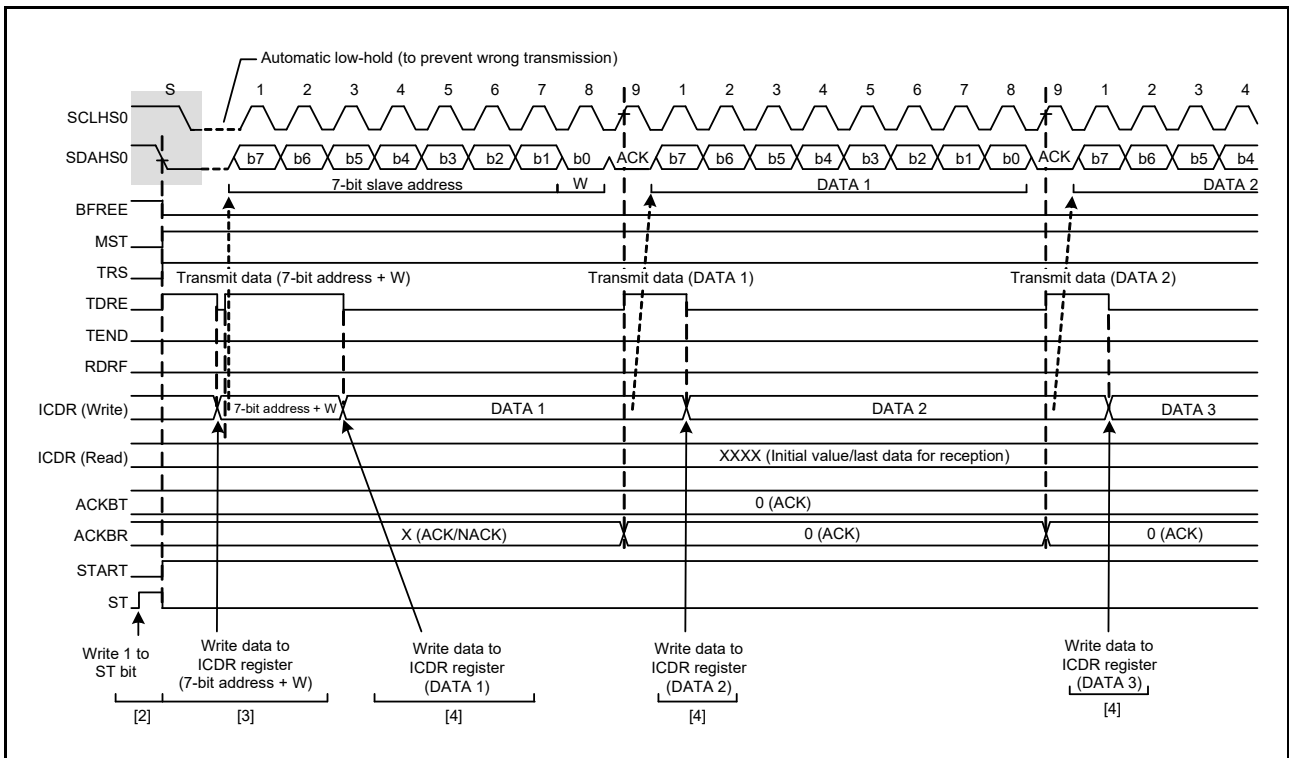 Automatic low-hold (to prevent wrong transmission)
S 1 2 3 4 5 6 7 8 9 1 2 3 4 5 6 7 8 9 1 2 3 4
SCLHS0
SDAHS0 b7 b6 b5 b4 b3 b2 b1 b0 ACK b7 b6 b5 b4 b3 b2 b1 b0 ACK b7 b6 b5 b4
7-bit slave address W DATA 1 DATA 2
BFREE
MST
TRS
Transmit data (7-bit address + W) Transmit data (DATA 1) Transmit data (DATA 2)
TDRE
TEND
RDRF
ICDR (Write) 7-bit address + W DATA 1 DATA 2 DATA 3
ICDR (Read) XXXX (Initial value/last data for reception)
ACKBT 0 (ACK)
ACKBR X (ACK/NACK) 0 (ACK) 0 (ACK)
START
ST
Write 1 to
ST bit
Write data to
ICDR register
(7-bit address + W)
Write data to
ICDR register
(DATA 1)
Write data to
ICDR register
(DATA 2)
Write data to
ICDR register
(DATA 3)
[2] [3] [4] [4] [4]